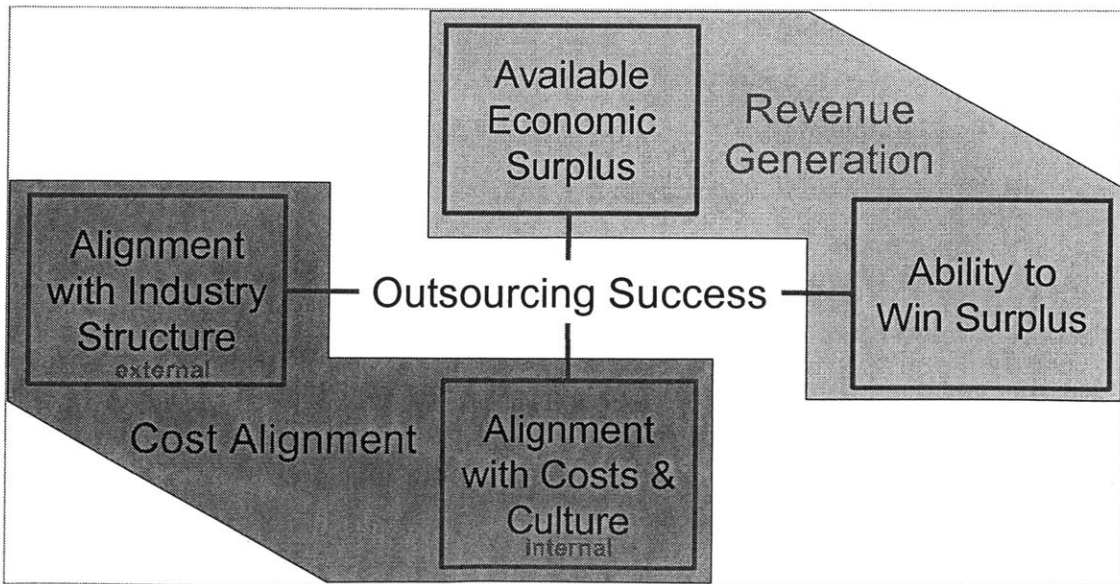 Available
Economic
Surplus
Revenue
Generation
Alignment
with Industry
Structure
external
Outsourcing Success
Ability to
Win Surplus
Cost Alignment
Alignment
with Costs &
Culture
internal